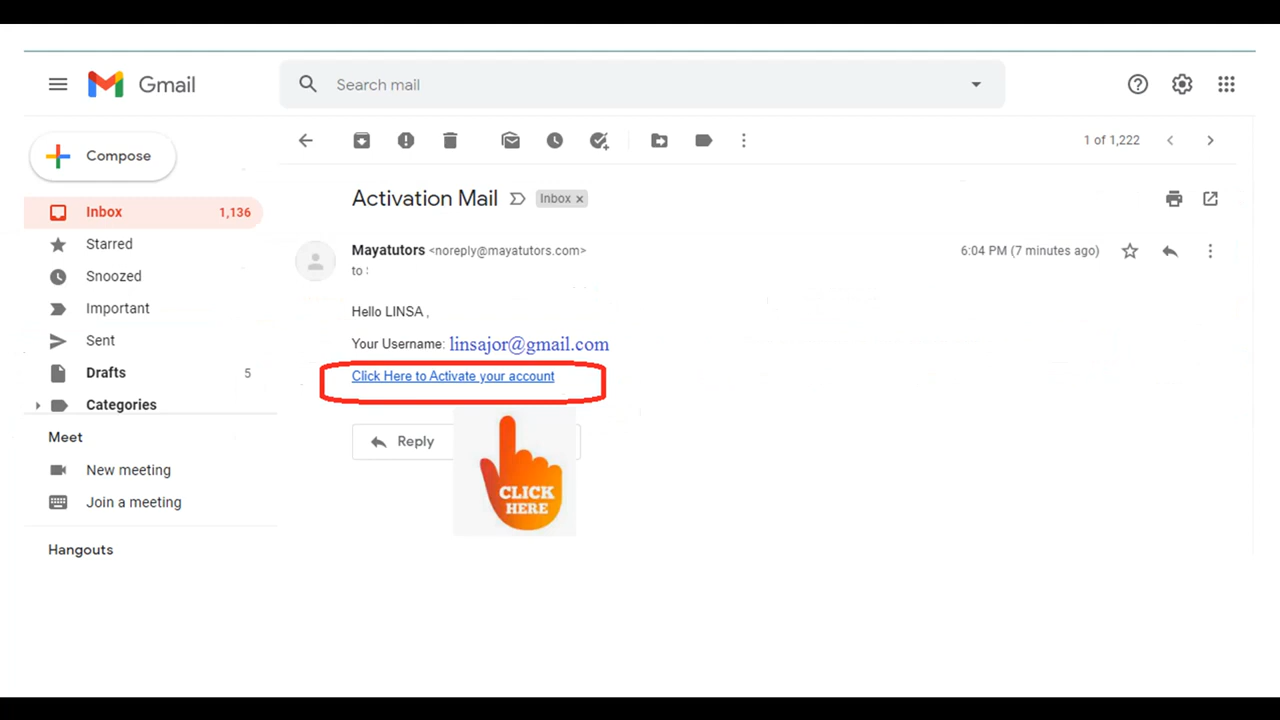 Gmail
Search mail
Compose
1 of 1,222
Activation Mail Inbox ×
Inbox 1,136
Starred
Snoozed
Important
Sent
Drafts 5
Categories
Meet
New meeting
Join a meeting
Hangouts
Mayatutors <noreply@mayatutors.com>
6:04 PM (7 minutes ago)
to :
Hello LINSA ,
Your Username: linsajor@gmail.com
Click Here to Activate your account
Reply
CLICK
HERE